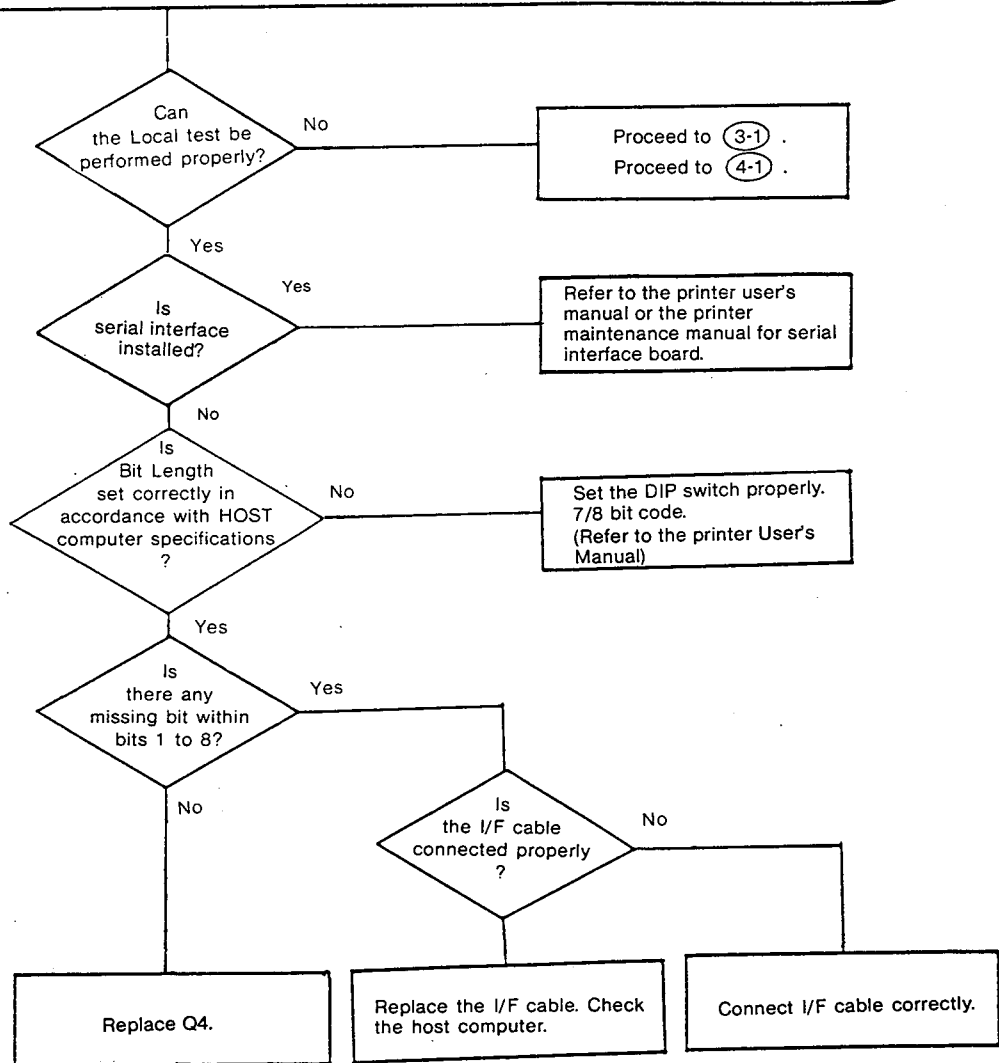 Can
the Local test be
performed properly?
No
Proceed to 3-1 .
Proceed to 4-1 .
Yes
Is
serial interface
installed?
Yes
Refer to the printer user's
manual or the printer
maintenance manual for serial
interface board.
No
Is
Bit Length
set correctly in
accordance with HOST
computer specifications
?
No
Set the DIP switch properly.
7/8 bit code.
(Refer to the printer User's
Manual)
Yes
Is
there any
missing bit within
bits 1 to 8?
Yes
No
Is
the I/F cable
connected properly
?
No
Replace Q4.
Replace the I/F cable. Check
the host computer.
Connect I/F cable correctly.